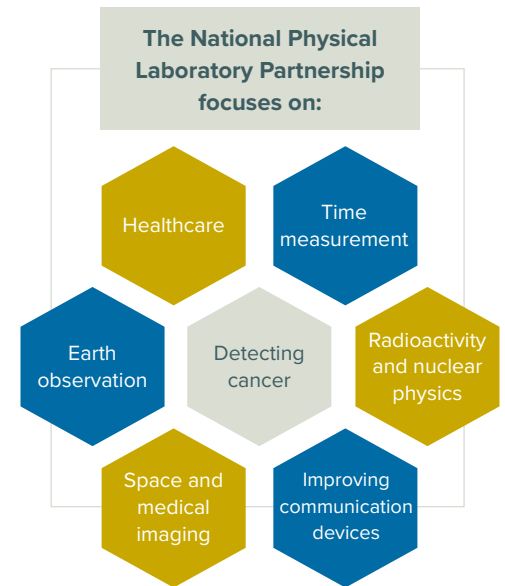 The National Physical
Laboratory Partnership
focuses on:
Healthcare
Time
measurement
Earth
observation
Detecting
cancer
Radioactivity
and nuclear
physics
Space and
medical
imaging
Improving
communication
devices